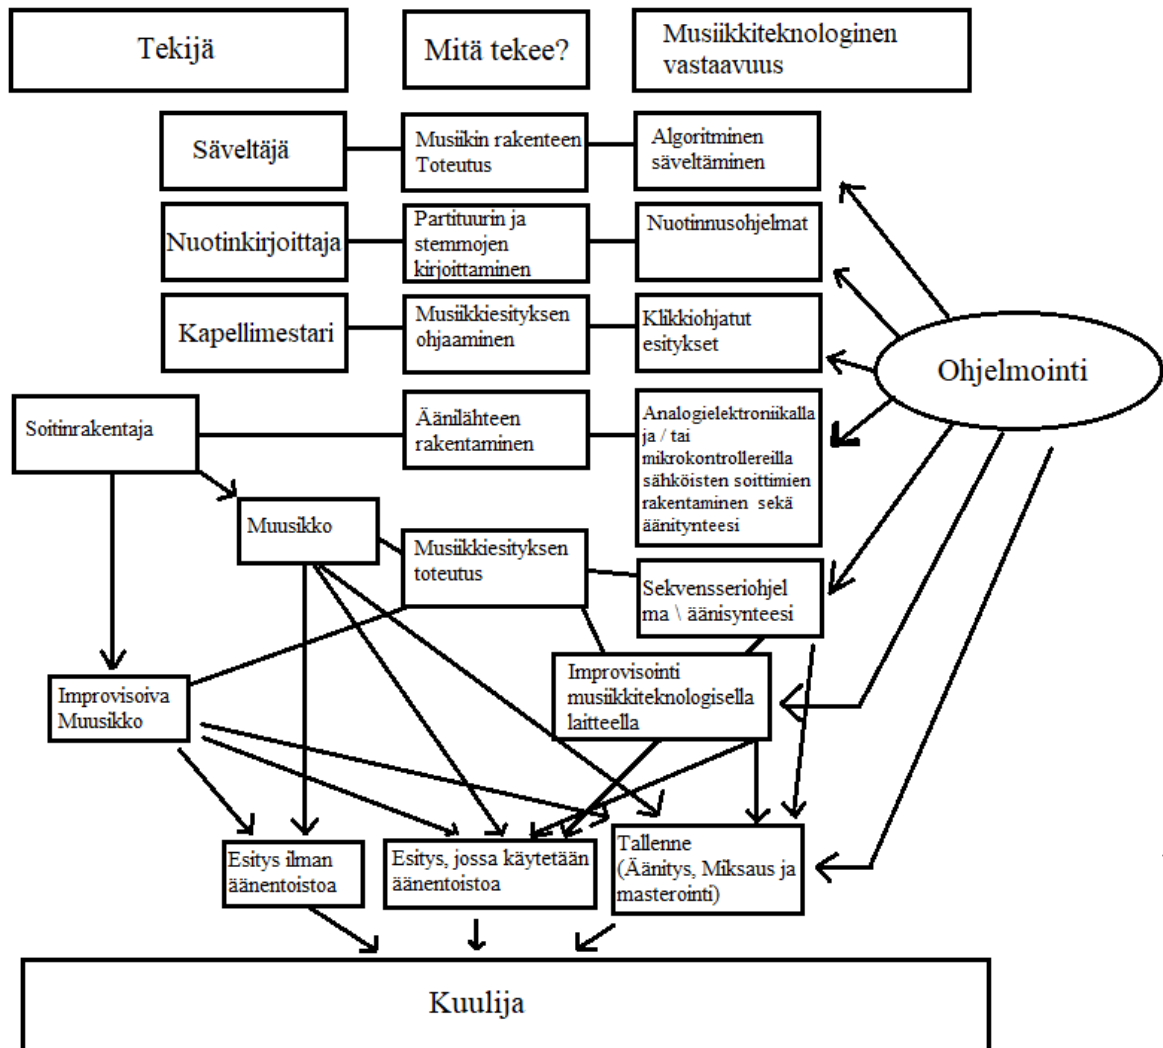 Tekijä
Mitä tekee?
Musiikkiteknologinen
vastaavuus
Säveltäjä
Musiikin rakenteen
Toteutus
Algoritminen
säveltäminen
Nuotinkirjoittaja
Partituurin ja
stemmojen
kirjoittaminen
Nuotinnusohjelmat
Kapellimestari
Musiikkiesityksen
ohjaaminen
Klikkiohjatut
esitykset
Ohjelmointi
Soitinrakentaja
Äänilähteen
rakentaminen
Analogielektroniikalla
ja / tai
mikrokontrollereilla
sähköisten soittimien
rakentaminen sekä
äänitynteesi
Muusikko
Musiikkiesityksen
toteutus
Sekvensseriohjel
ma \ äänisynteesi
Improvisoiva
Muusikko
Improvisointi
musiikkiteknologisella
laitteella
Esitys ilman
äänentoistoa
Esitys, jossa käytetään
äänentoistoa
Tallenne
(Äänitys, Miksaus ja
masterointi)
Kuulija